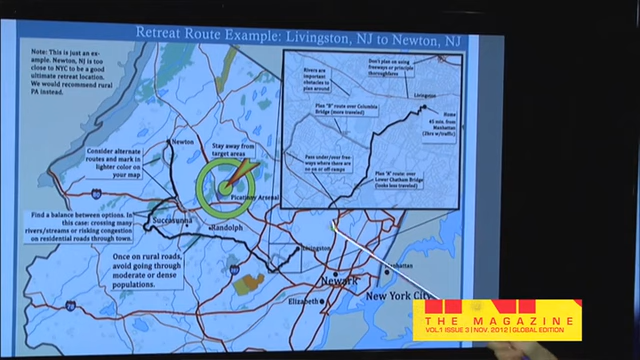 Retreat Route Example: Livingston, NJ to Newton, NJ
Note: This is just an ex-
ample. Newton, NJ is too
close to NYC to be a good
ultimate retreat location.
We would recommend rural
PA instead.
Rivers are
important
obstacles to
plan around
Don't plan on using
freeways or principle
thoroughfares
Livingston
Plan "B" route over Columbia
Bridge (more traveled)
Home
45 min. from
Manhattan
(2hrs w/traffic)
Pass under/over free-
ways where there are
no on or off ramps
Plan "B" over
Lower Chatham Bridge
(looks less traveled)
Newton
Consider alternate
routes and mark in
lighter color on
your map
Stay away from
target areas
Picatinny Arsenal
Find a balance between options. In
this case: crossing many
rivers/streams or risking congestion
on residential roads through town.
Succasunna
Randolph
Once on rural roads,
avoid going through
moderate or dense
populations.
Livingston
Newark
Manhattan
Elizabeth
New York City
THE MAGAZINE
VOL.1 ISSUE 3 | NOV. 2012 | GLOBAL EDITION